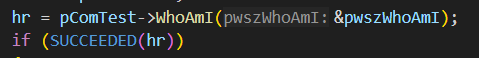 hr = pComTest->WhoAmI(pwszWhoAmI: &pwszWhoAmI);
if (SUCCEEDED(hr))